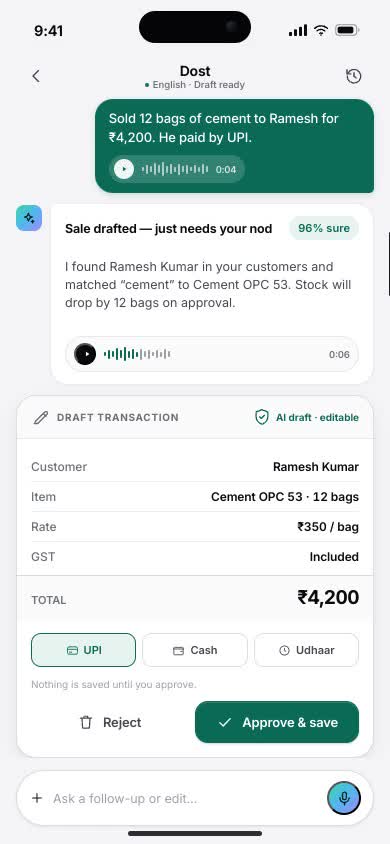 9:41
Dost
English · Draft ready
Sold 12 bags of cement to Ramesh for
₹4,200. He paid by UPI.
0:04
Sale drafted — just needs your nod
96% sure
I found Ramesh Kumar in your customers and
matched “cement” to Cement OPC 53. Stock will
drop by 12 bags on approval.
0:06
DRAFT TRANSACTION
AI draft · editable
Customer
Ramesh Kumar
Item
Cement OPC 53 · 12 bags
Rate
₹350 / bag
GST
Included
TOTAL
₹4,200
UPI
Cash
Udhaar
Nothing is saved until you approve.
Reject
Approve & save
Ask a follow-up or edit...